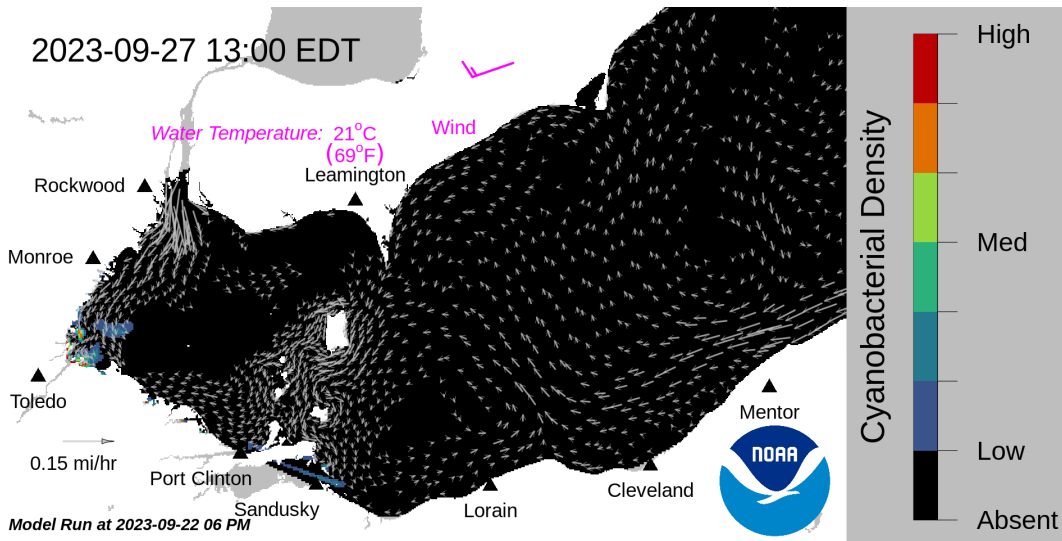 2023-09-27 13:00 EDT
Water Temperature: 21°C
(69°F)
Wind
Leamington
Rockwood
Monroe
Toledo
0.15 mi/hr
Port Clinton
Sandusky
Lorain
Cleveland
Mentor
NOAA
Model Run at 2023-09-22 06 PM
Cyanobacterial Density
High
Med
Low
Absent